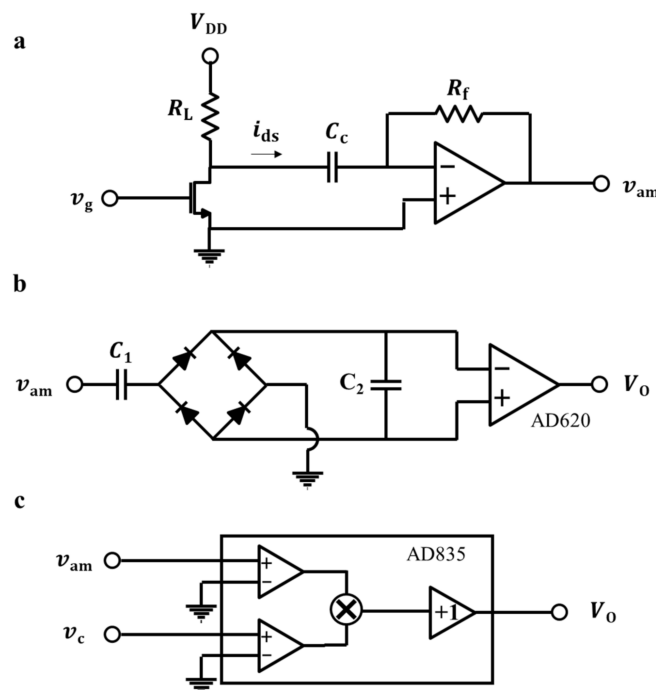 a
V_DD
R_L
i_ds
C_c
R_f
−
+
v_g
v_am
b
C_1
v_am
C_2
−
+
V_O
AD620
c
AD835
v_am
+
−
v_c
+
−
+1
V_O